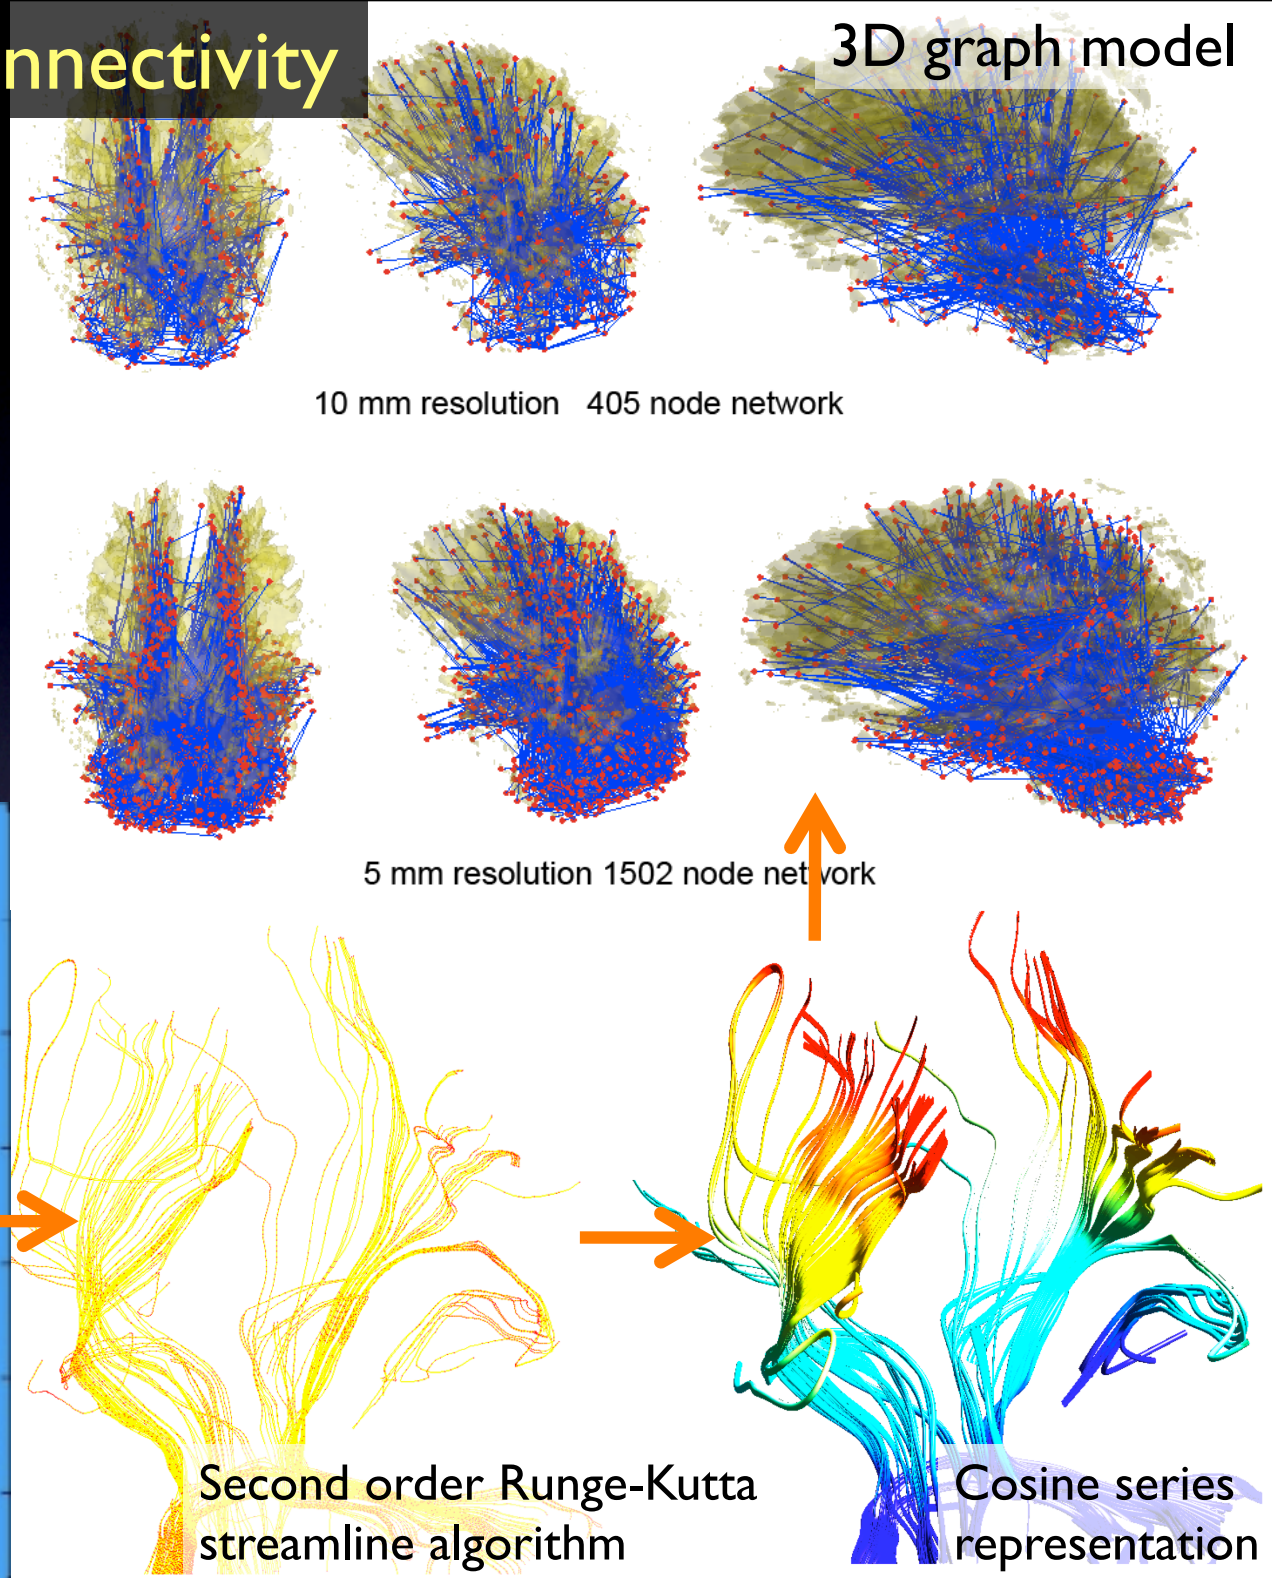 nnectivity
3D graph model
10 mm resolution 405 node network
5 mm resolution 1502 node network
Second order Runge-Kutta
streamline algorithm
Cosine series
representation